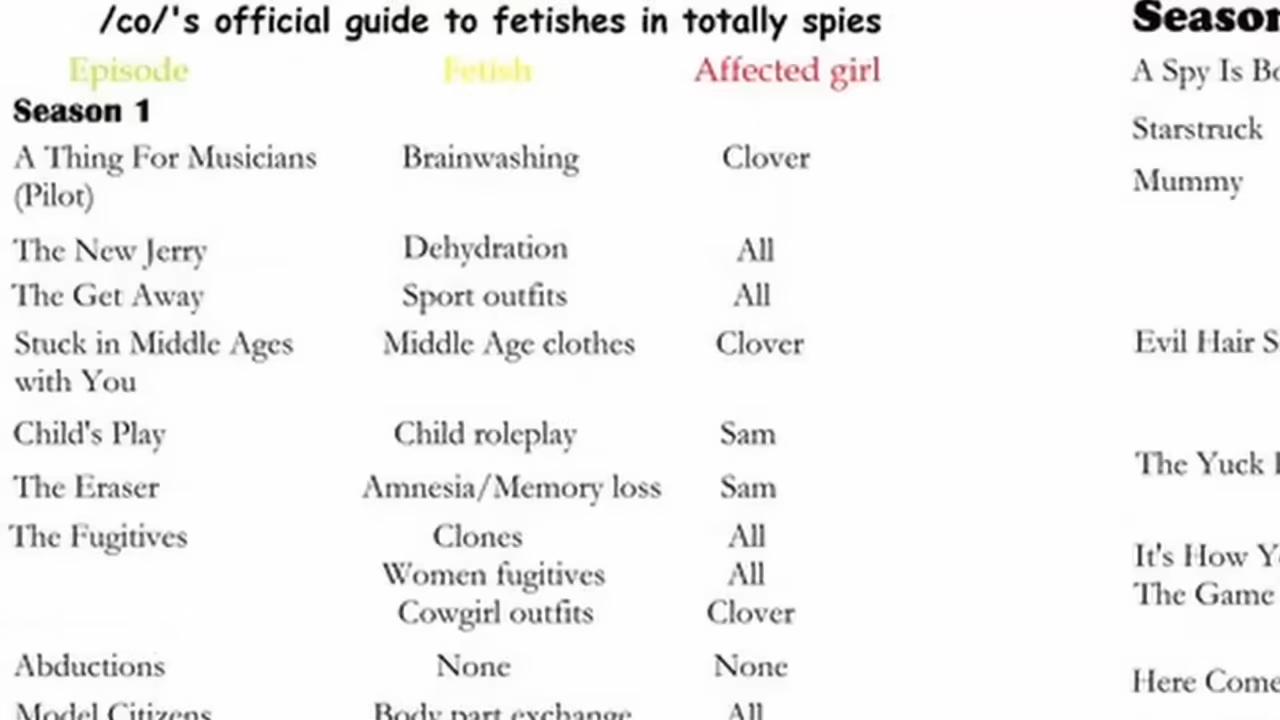 /co/'s official guide to fetishes in totally spies
Episode Fetish Affected girl
Season 1
A Thing For Musicians Brainwashing Clover
(Pilot)
The New Jerry Dehydration All
The Get Away Sport outfits All
Stuck in Middle Ages Middle Age clothes Clover
with You
Child's Play Child roleplay Sam
The Eraser Amnesia/Memory loss Sam
The Fugitives Clones All
Women fugitives All
Cowgirl outfits Clover
Abductions None None
Model Citizens Body part exchange All
Season
A Spy Is
Starstruck
Mummy
Evil Hair
The Yuck
It's How
The Game
Here Come